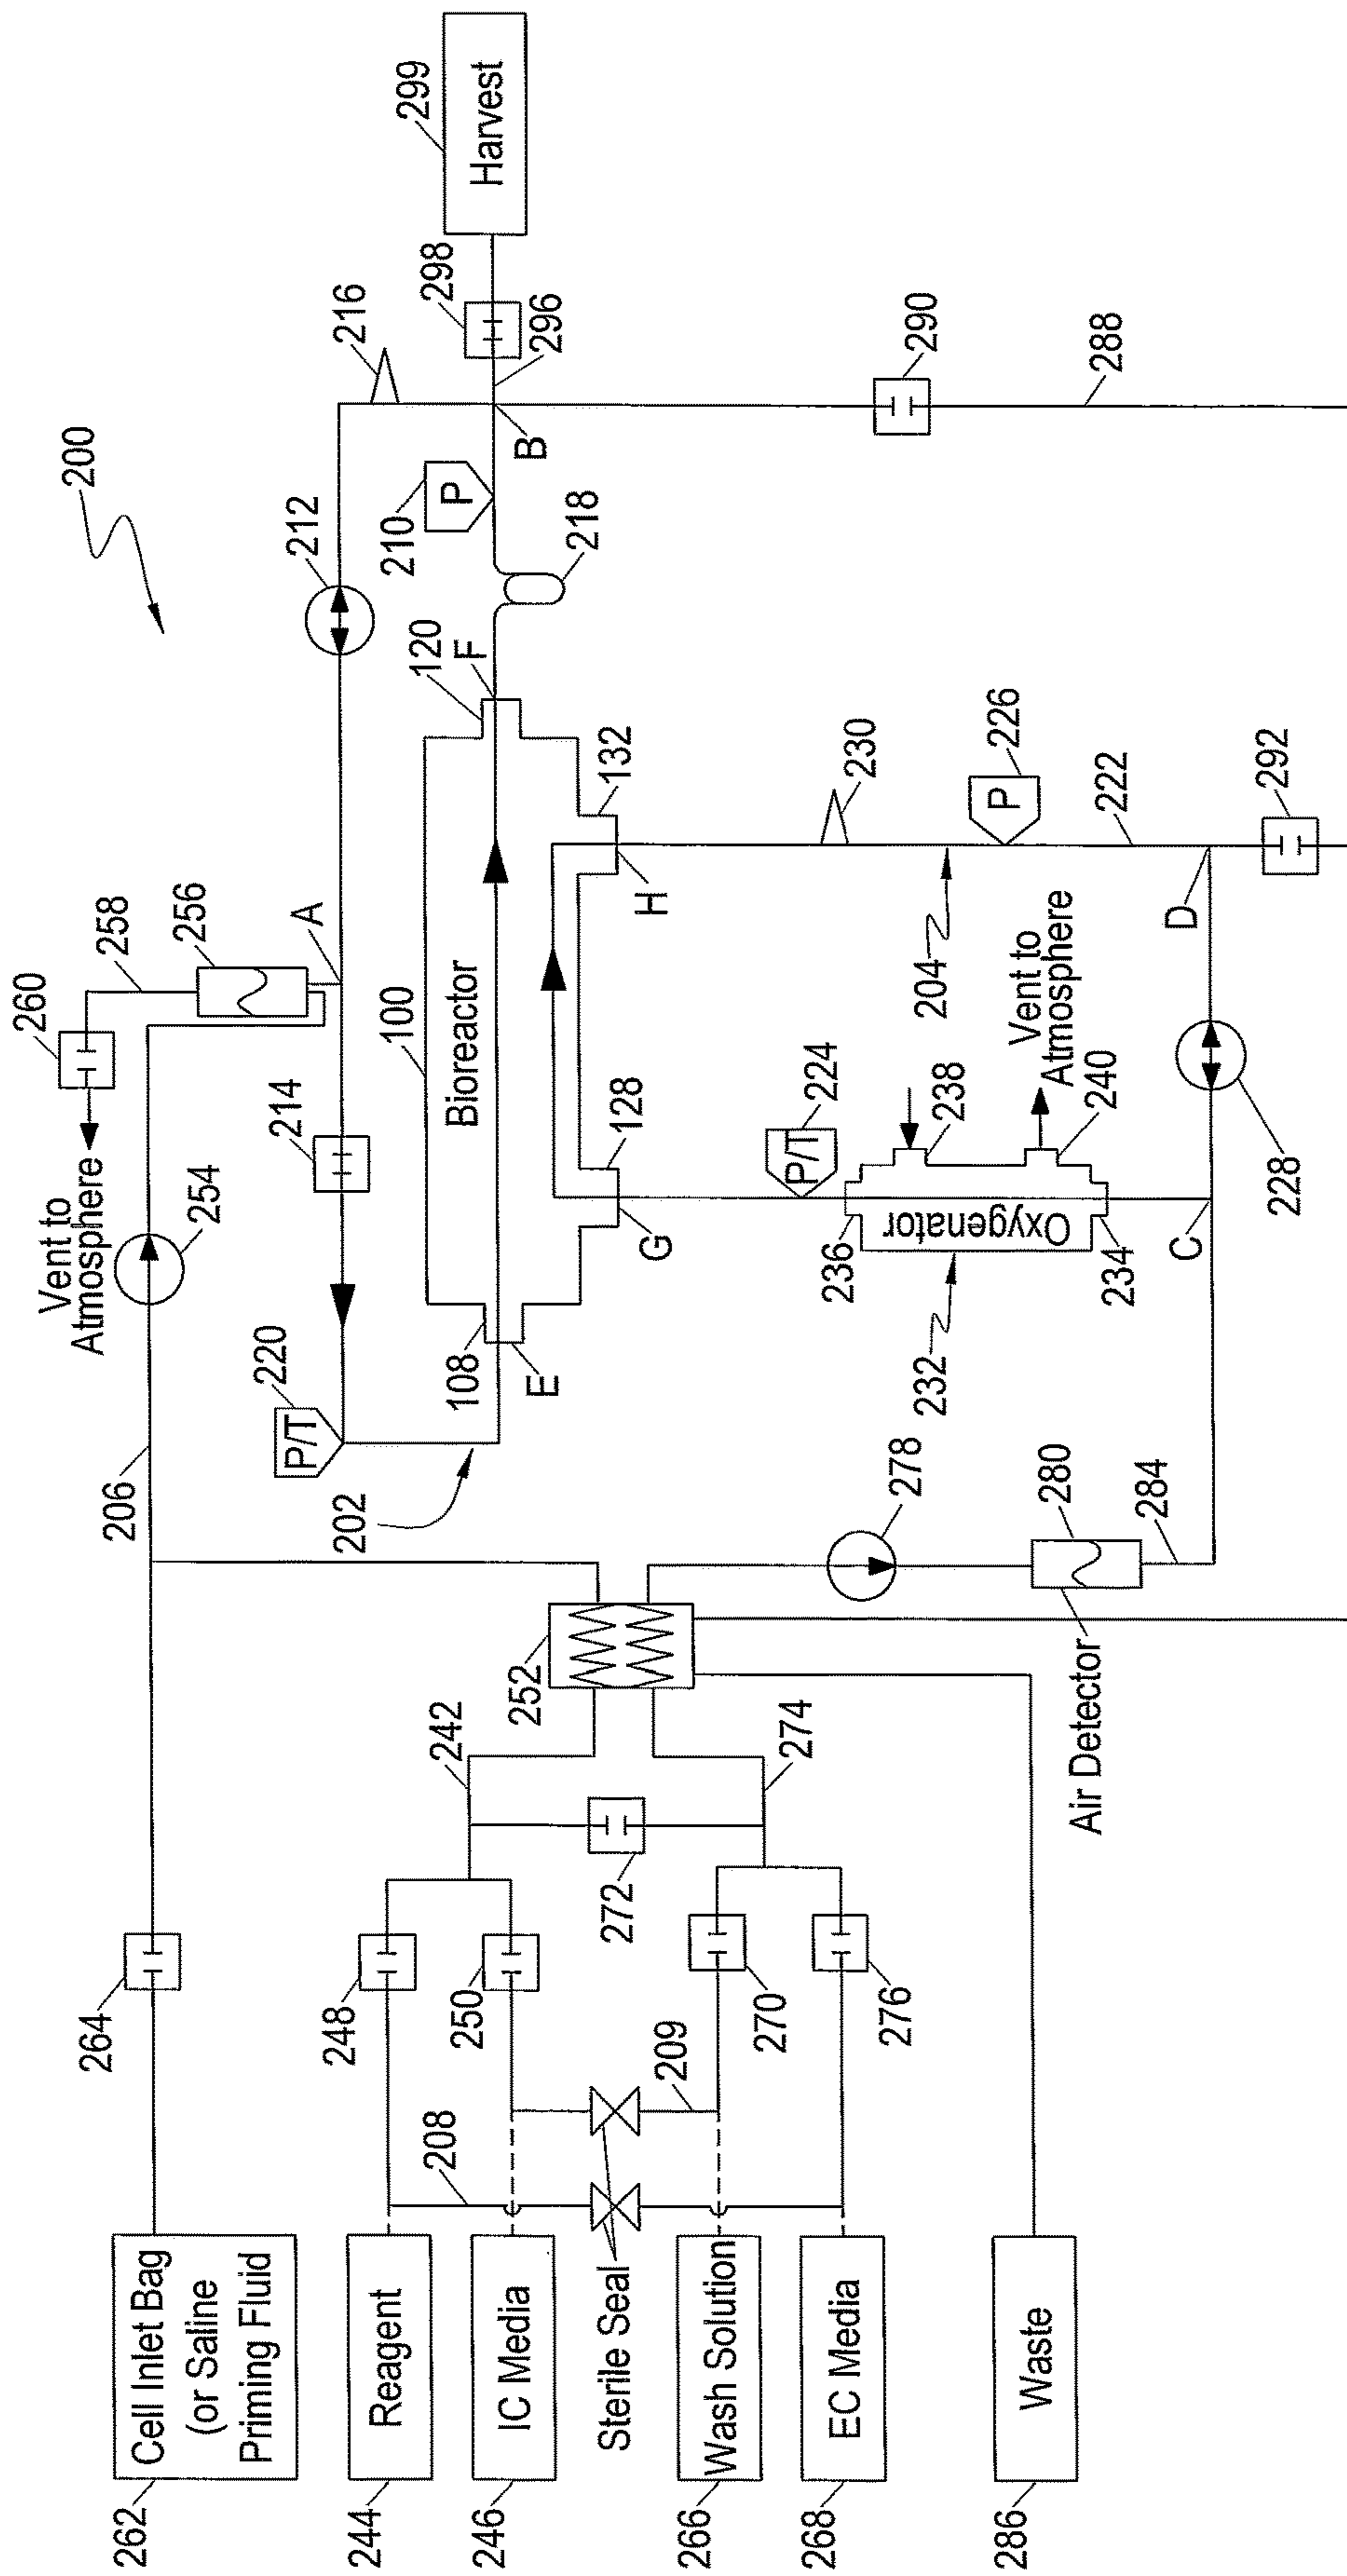 200
Vent to
Atmosphere
260
258
256
A
254
206
264
262
Cell Inlet Bag
(or Saline
Priming Fluid
220
P/T
214
212
216
202
108
E
100
Bioreactor
120
F
210
P
218
B
298
296
299
Harvest
128
G
132
H
244
Reagent
248
242
246
IC Media
250
252
208
Sterile Seal
209
272
266
Wash Solution
270
274
268
EC Media
276
286
Waste
278
280
Air Detector
284
224
P/T
236
238
232
Oxygenator
234
240
Vent to
Atmosphere
C
228
D
204
230
P
226
222
292
290
288